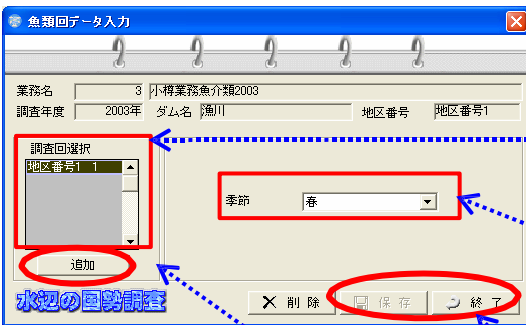 魚類回データ入力
業務名 3 小樽業務魚介類2003
調査年度 2003年 ダム名 漁川 地区番号 地区番号1
調査回選択
地区番号1 1
季節 春
追加
水辺の国勢調査
削除 保存 終了